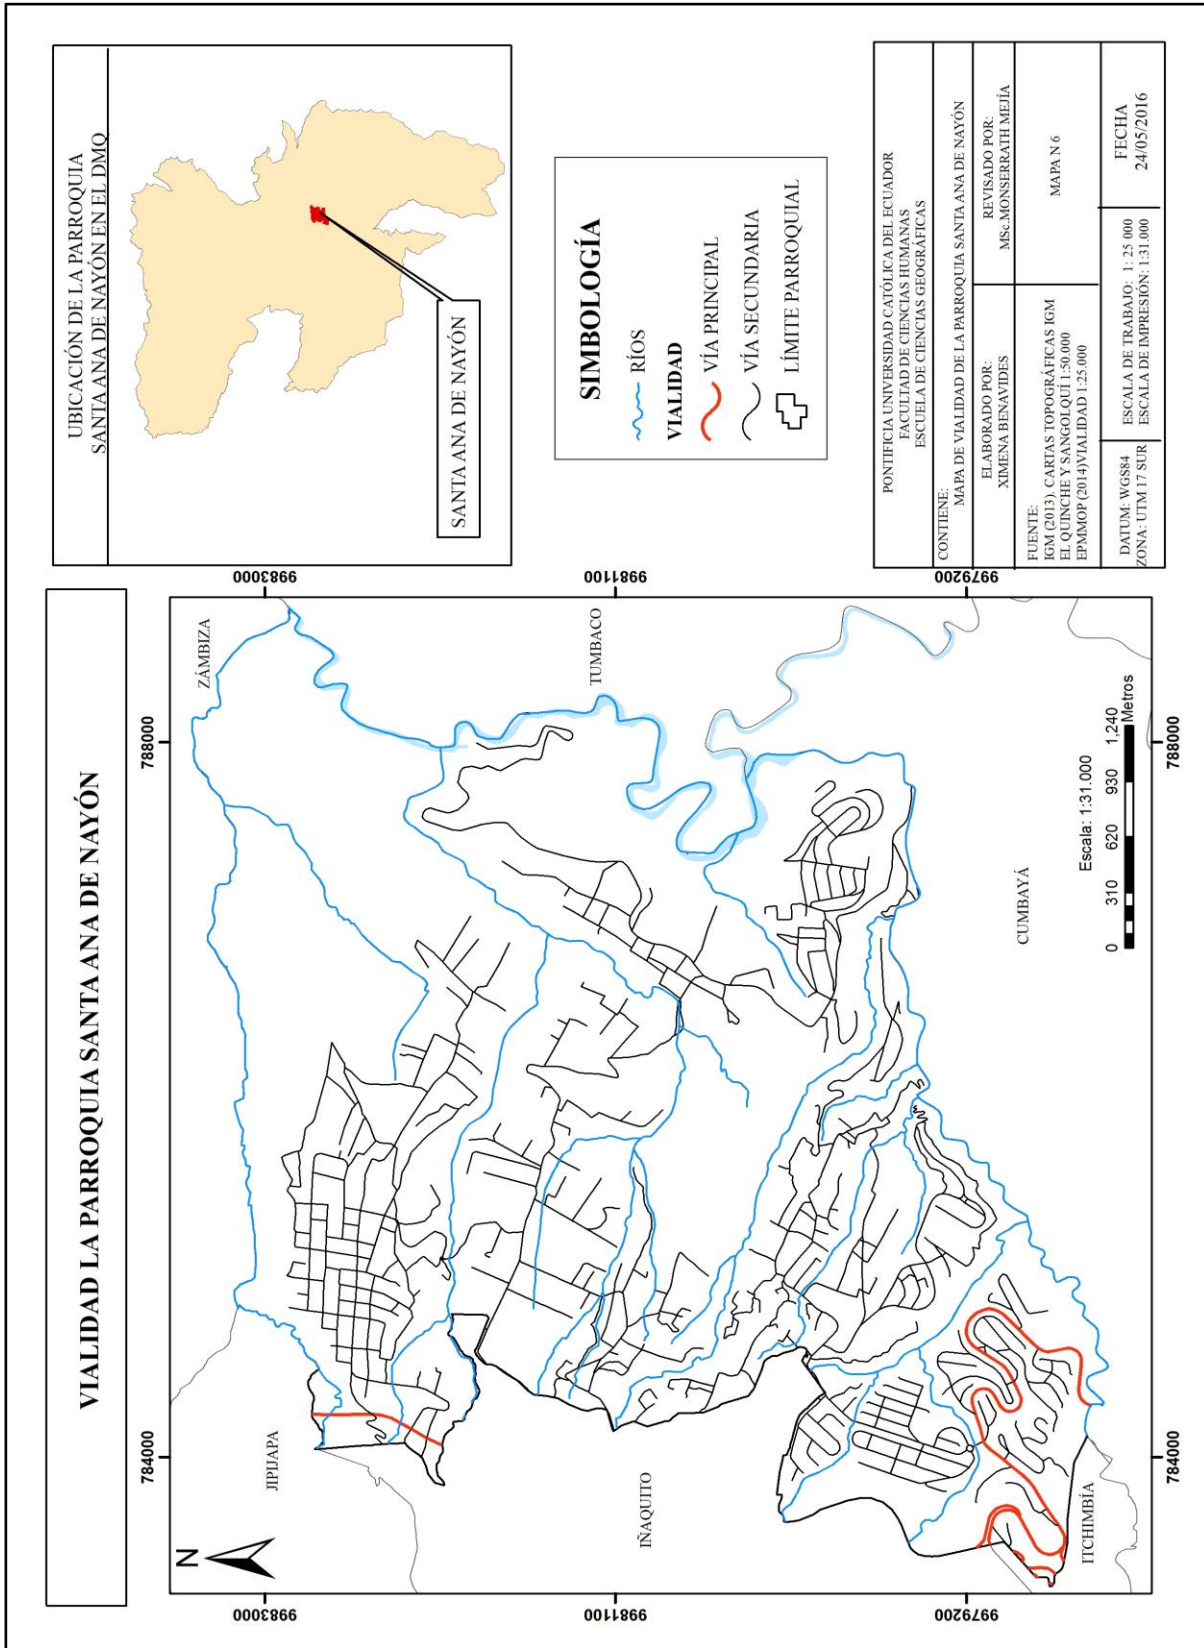 VIALIDAD LA PARROQUIA SANTA ANA DE NAYÓN
784000
788000
9983000
9983000
9981100
9981100
9979200
9979200
784000
788000
N
JIPIJAPA
ZÁMBIZA
IÑAQUITO
TUMBACO
CUMBAYÁ
ITCHIMBÍA
Escala: 1:31.000
0 310 620 930 1,240
Metros
UBICACIÓN DE LA PARROQUIA
SANTA ANA DE NAYÓN EN EL DMQ
SANTA ANA DE NAYÓN
SIMBOLOGÍA
RÍOS
VIALIDAD
VÍA PRINCIPAL
VÍA SECUNDARIA
LÍMITE PARROQUIAL
PONTIFICIA UNIVERSIDAD CATÓLICA DEL ECUADOR
FACULTAD DE CIENCIAS HUMANAS
ESCUELA DE CIENCIAS GEOGRÁFICAS
CONTIENE:
MAPA DE VIALIDAD DE LA PARROQUIA SANTA ANA DE NAYÓN
ELABORADO POR:
XIMENA BENAVIDES
REVISADO POR:
MSc.MONSERRATH MEJÍA
FUENTE:
IGM (2013). CARTAS TOPOGRÁFICAS IGM
EL QUINCHE Y SANGOLQUÍ 1:50.000
EPMMOP (2014)VIALIDAD 1:25.000
MAPA N 6
DATUM: WGS84
ZONA: UTM 17 SUR
ESCALA DE TRABAJO: 1: 25 000
ESCALA DE IMPRESIÓN: 1:31.000
FECHA
24/05/2016